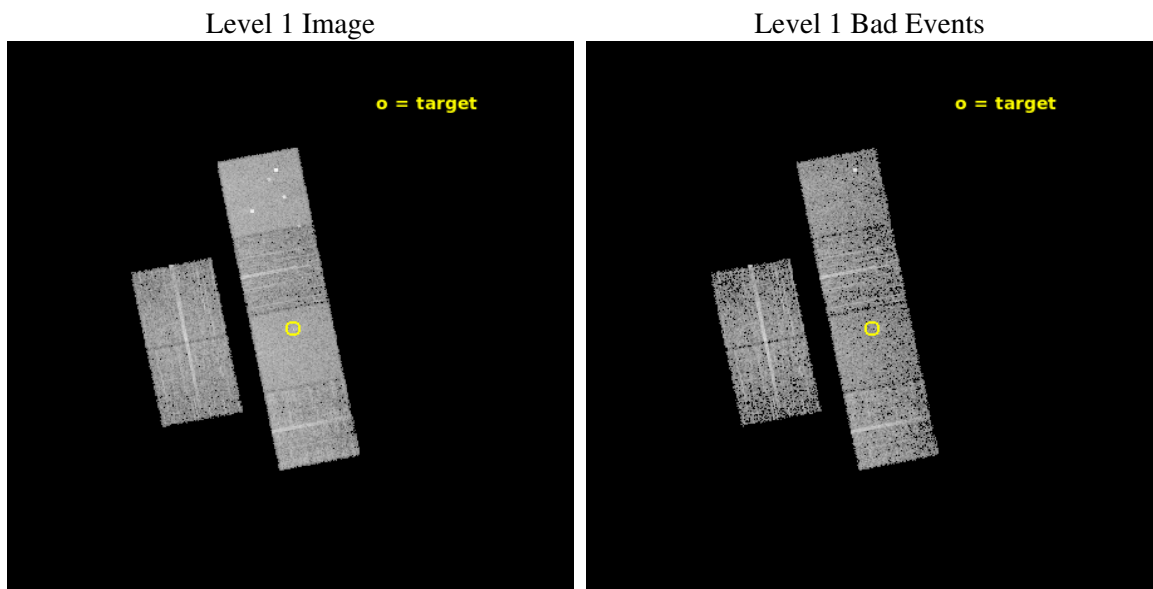 Level 1 Image
Level 1 Bad Events
o = target
o = target